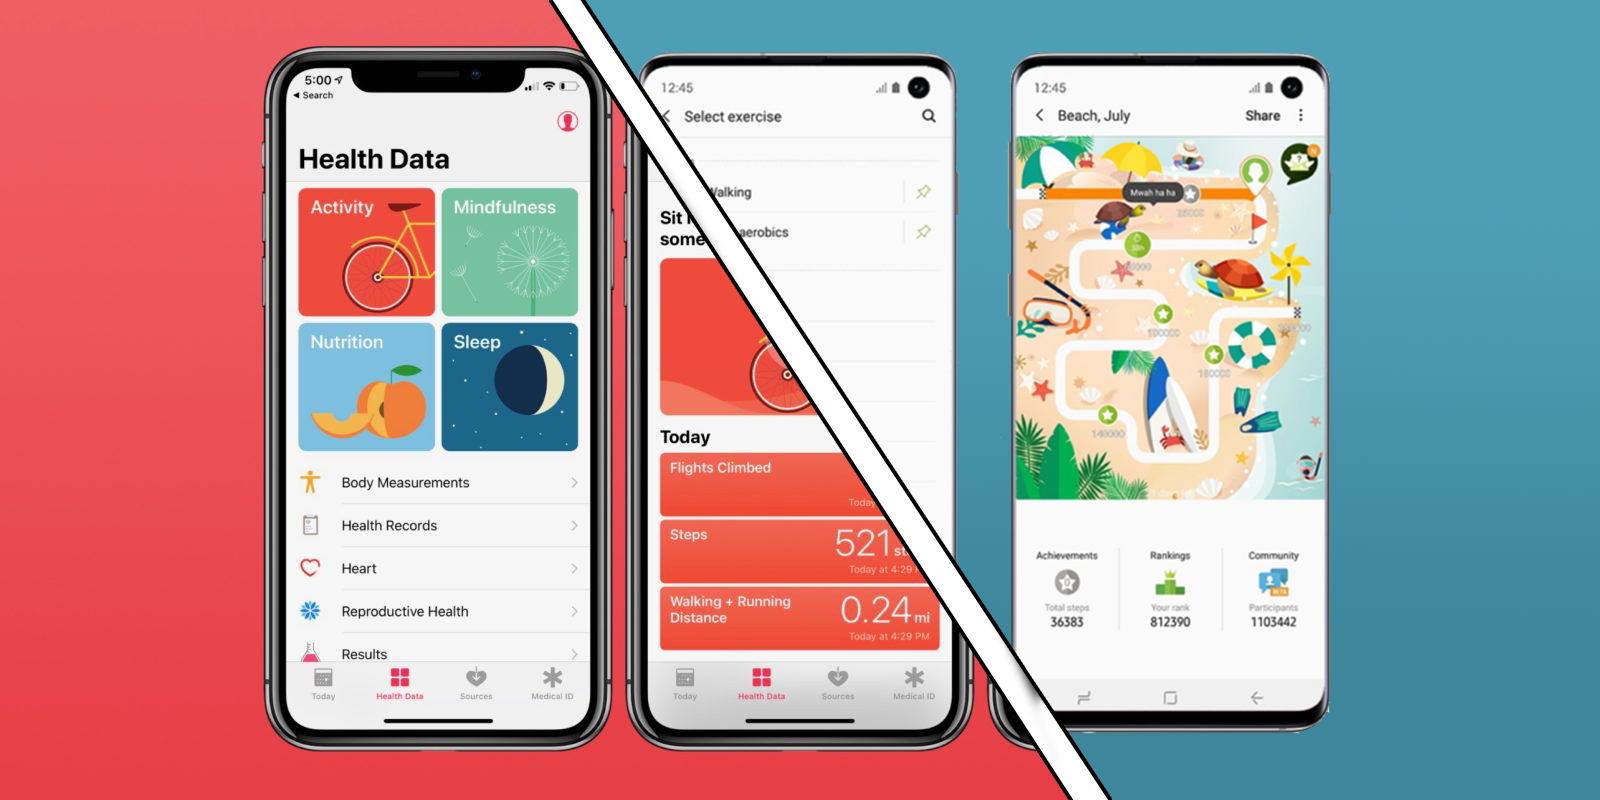 5:00
Search
Health Data
Activity
Mindfulness
Nutrition
Sleep
Body Measurements
Health Records
Heart
Reproductive Health
Results
Today
Health Data
Sources
Medical ID
12:45
Select exercise
Walking
aerobics
Sit
some
Today
Flights Climbed
Today
Steps
521
Today at 4:29
Walking + Running
Distance
0.24 mi
Today at 4:29 PM
Today
Health Data
Sources
Medical ID
12:45
Beach, July
Share
N
?
Mwah ha ha
140000
Achievements
Rankings
Community
BETA
Total steps
Your rank
Participants
36383
812390
1103442